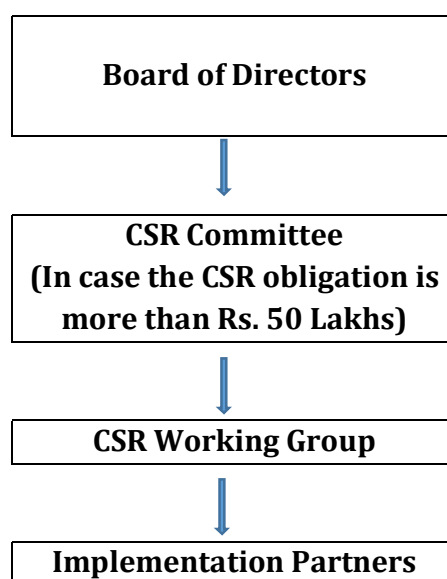 Board of Directors
CSR Committee
(In case the CSR obligation is
more than Rs. 50 Lakhs)
CSR Working Group
Implementation Partners